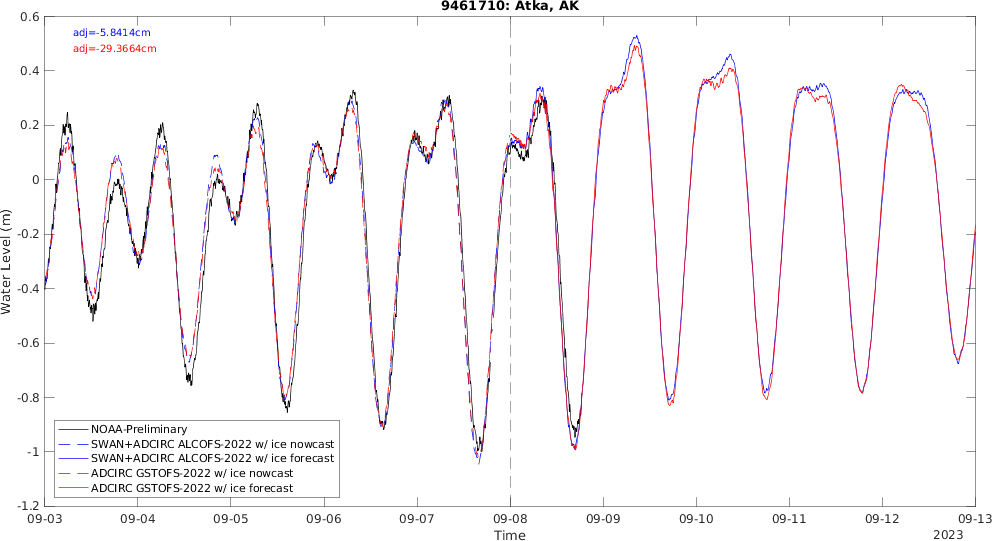 9461710: Atka, AK
adj=-5.8414cm
adj=-29.3664cm
0.6
0.4
0.2
0
-0.2
-0.4
-0.6
-0.8
-1
-1.2
Water Level (m)
NOAA-Preliminary
SWAN+ADCIRC ALCOFS-2022 w/ ice nowcast
SWAN+ADCIRC ALCOFS-2022 w/ ice forecast
ADCIRC GSTOFS-2022 w/ ice nowcast
ADCIRC GSTOFS-2022 w/ ice forecast
09-03 09-04 09-05 09-06 09-07 09-08 09-09 09-10 09-11 09-12 09-13
Time
2023